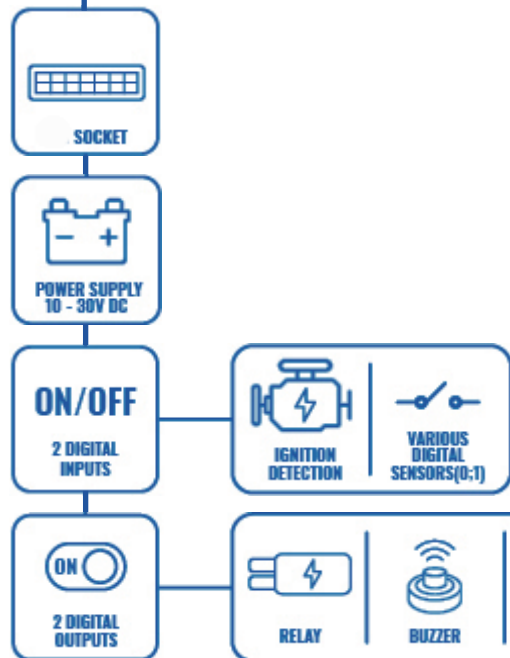 SOCKET
- +
POWER SUPPLY
10 - 30V DC
ON/OFF
2 DIGITAL
INPUTS
IGNITION
DETECTION
VARIOUS
DIGITAL
SENSORS(0;1)
ON
2 DIGITAL
OUTPUTS
RELAY
BUZZER